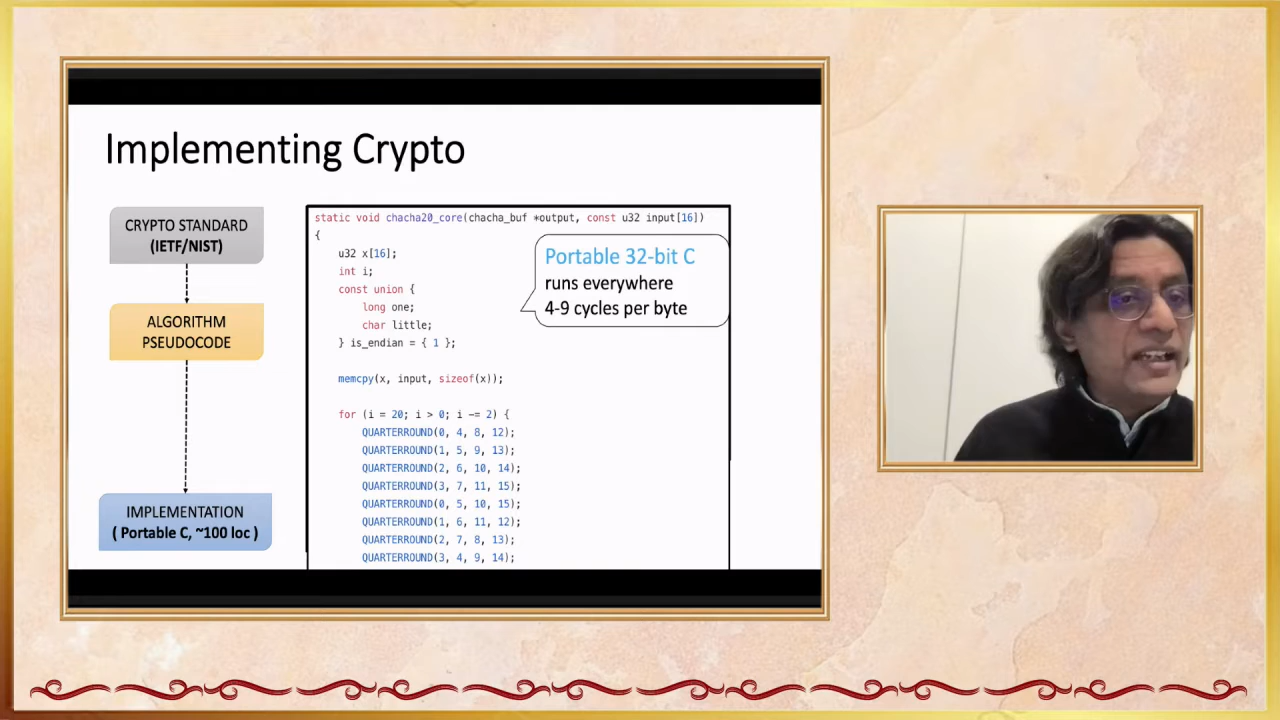 Implementing Crypto
CRYPTO STANDARD
(IETF/NIST)
ALGORITHM
PSEUDOCODE
IMPLEMENTATION
( Portable C, ~100 loc )
static void chacha20_core(chacha_buf *output, const u32 input[16])
{
u32 x[16];
int i;
const union {
long one;
char little;
} is_endian = { 1 };
memcpy(x, input, sizeof(x));
for (i = 20; i > 0; i -= 2) {
QUARTERROUND(0, 4, 8, 12);
QUARTERROUND(1, 5, 9, 13);
QUARTERROUND(2, 6, 10, 14);
QUARTERROUND(3, 7, 11, 15);
QUARTERROUND(0, 5, 10, 15);
QUARTERROUND(1, 6, 11, 12);
QUARTERROUND(2, 7, 8, 13);
QUARTERROUND(3, 4, 9, 14);
Portable 32-bit C
runs everywhere
4-9 cycles per byte